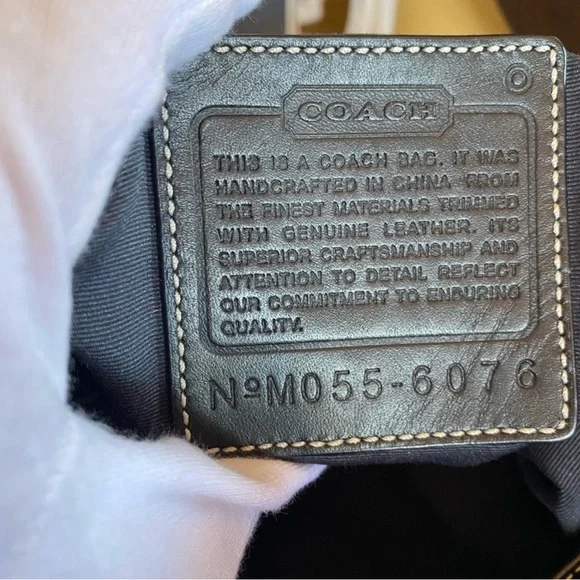 COACH
THIS IS A COACH BAG. IT WAS
HANDCRAFTED IN CHINA FROM
THE FINEST MATERIALS TRIMMED
WITH GENUINE LEATHER. ITS
SUPERIOR CRAFTSMANSHIP AND
ATTENTION TO DETAIL REFLECT
OUR COMMITMENT TO ENDURING
QUALITY.
NºM055-6076